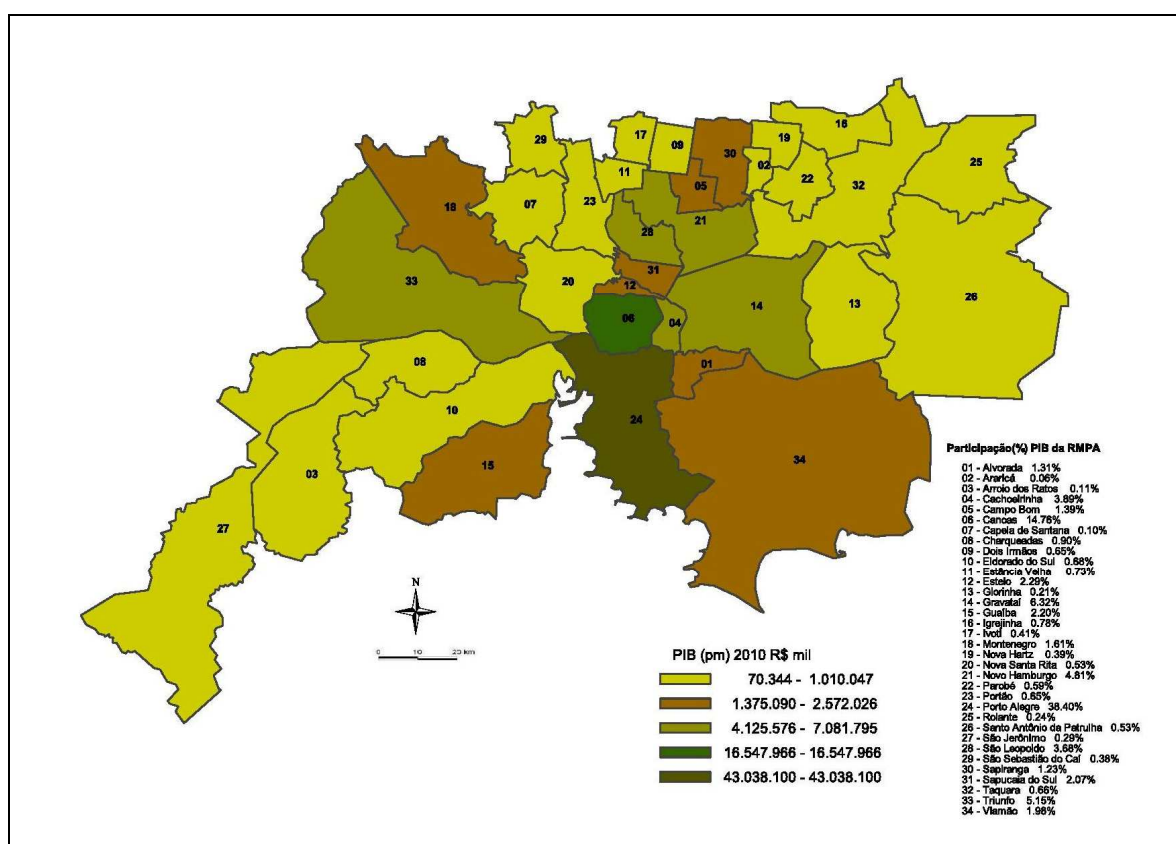 29
17
09
30
19
16
02
25
11
05
22
32
18
07
23
21
28
33
20
31
12
14
13
26
06
04
08
01
10
24
15
34
03
27
N
0 10 20 km
PIB (pm) 2010 R$ mil
70.344 - 1.010.047
1.375.090 - 2.572.026
4.125.576 - 7.081.795
16.547.966 - 16.547.966
43.038.100 - 43.038.100
Participação(%) PIB da RMPA
01 - Alvorada 1.31%
02 - Araricá 0.06%
03 - Arroio dos Ratos 0.11%
04 - Cachoeirinha 3.89%
05 - Campo Bom 1.39%
06 - Canoas 14.76%
07 - Capela de Santana 0.10%
08 - Charqueadas 0.90%
09 - Dois Irmãos 0.65%
10 - Eldorado do Sul 0.68%
11 - Estância Velha 0.73%
12 - Esteio 2.29%
13 - Glorinha 0.21%
14 - Gravataí 6.32%
15 - Guaíba 2.20%
16 - Igrejinha 0.78%
17 - Ivoti 0.41%
18 - Montenegro 1.61%
19 - Nova Hartz 0.39%
20 - Nova Santa Rita 0.53%
21 - Novo Hamburgo 4.81%
22 - Parobé 0.59%
23 - Portão 0.65%
24 - Porto Alegre 38.40%
25 - Rolante 0.24%
26 - Santo Antônio da Patrulha 0.53%
27 - São Jerônimo 0.29%
28 - São Leopoldo 3.68%
29 - São Sebastião do Caí 0.38%
30 - Sapiranga 1.23%
31 - Sapucaia do Sul 2.07%
32 - Taquara 0.66%
33 - Triunfo 5.15%
34 - Viamão 1.98%